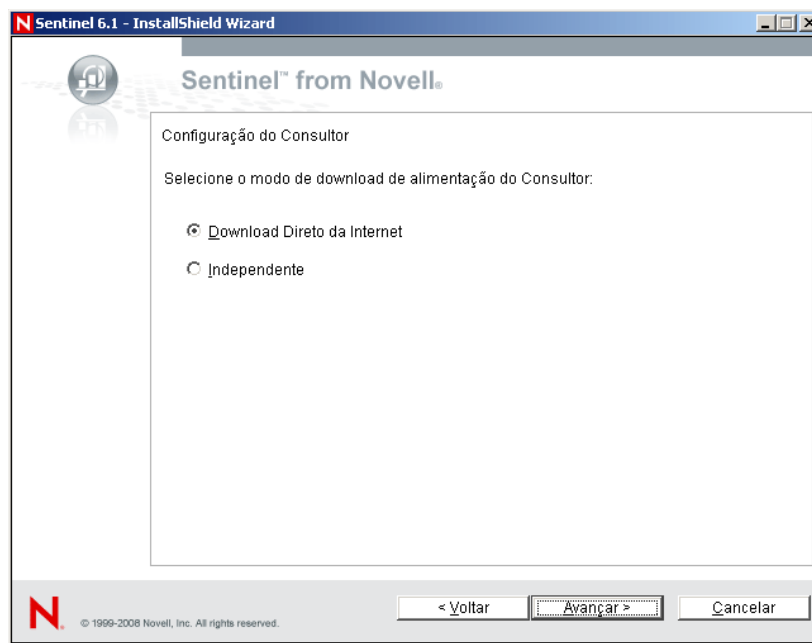 Sentinel 6.1 - InstallShield Wizard
Sentinel™ from Novell®
Configuração do Consultor
Selecione o modo de download de alimentação do Consultor:
Download Direto da Internet
Independente
< Voltar
Avançar >
Cancelar
© 1999-2008 Novell, Inc. All rights reserved.